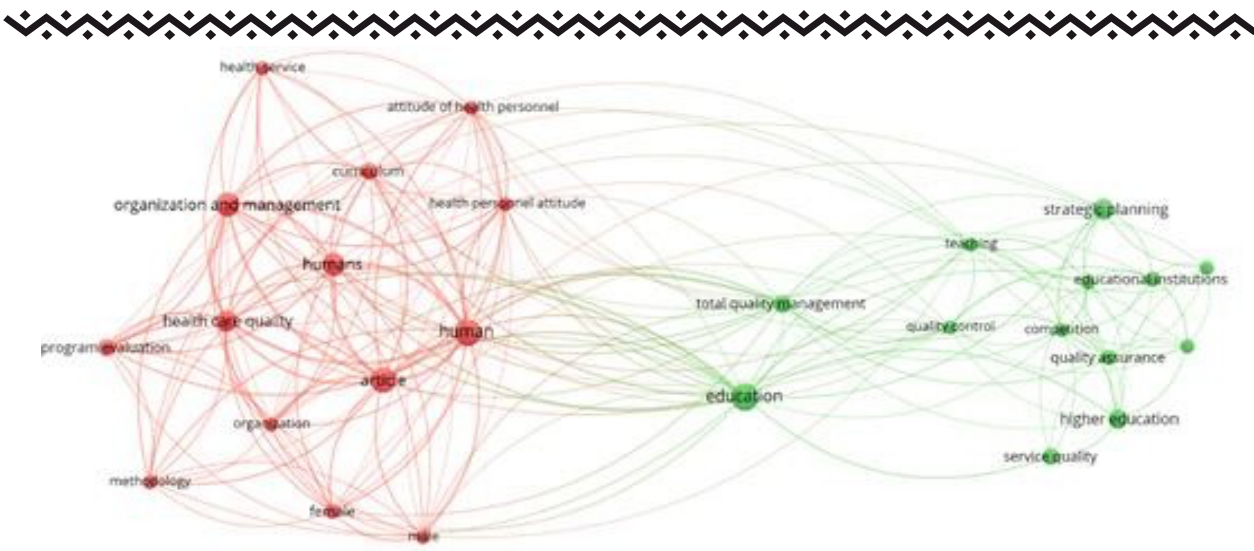 health service
attitude of health personnel
curriculum
organization and management
health personnel attitude
strategic planning
teaching
humans
educational institutions
total quality management
health care quality
human
quality control
competition
program evaluation
quality assurance
article
education
organization
higher education
service quality
methodology
female
male